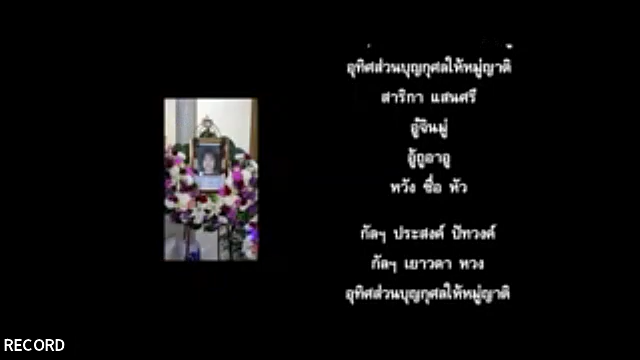 อุทิศส่วนบุญกุศลให้หมู่ญาติ
สาริกา แสนศรี
อู๋จินมู่
อู๋ถูอาอู
หวัง ซื่อ หัว
กัลฯ ประสงค์ ปัทวงค์
กัลฯ เยาวดา หวง
อุทิศส่วนบุญกุศลให้หมู่ญาติ
RECORD